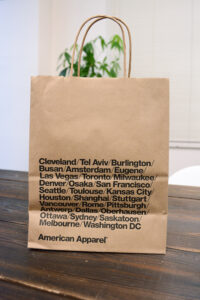 Cleveland/Tel Aviv/Burlington/
Busan/Amsterdam/Eugene/
Las Vegas/Toronto/Milwaukee/
Denver/Osaka/San Francisco/
Seattle/Toulouse/Kansas City/
Houston/Shanghai/Stuttgart/
Vancouver/Rome/Pittsburgh/
Antwerp/Dallas/Oberhausen/
Ottawa/Sydney/Saskatoon/
Melbourne/Washington DC
American Apparel®